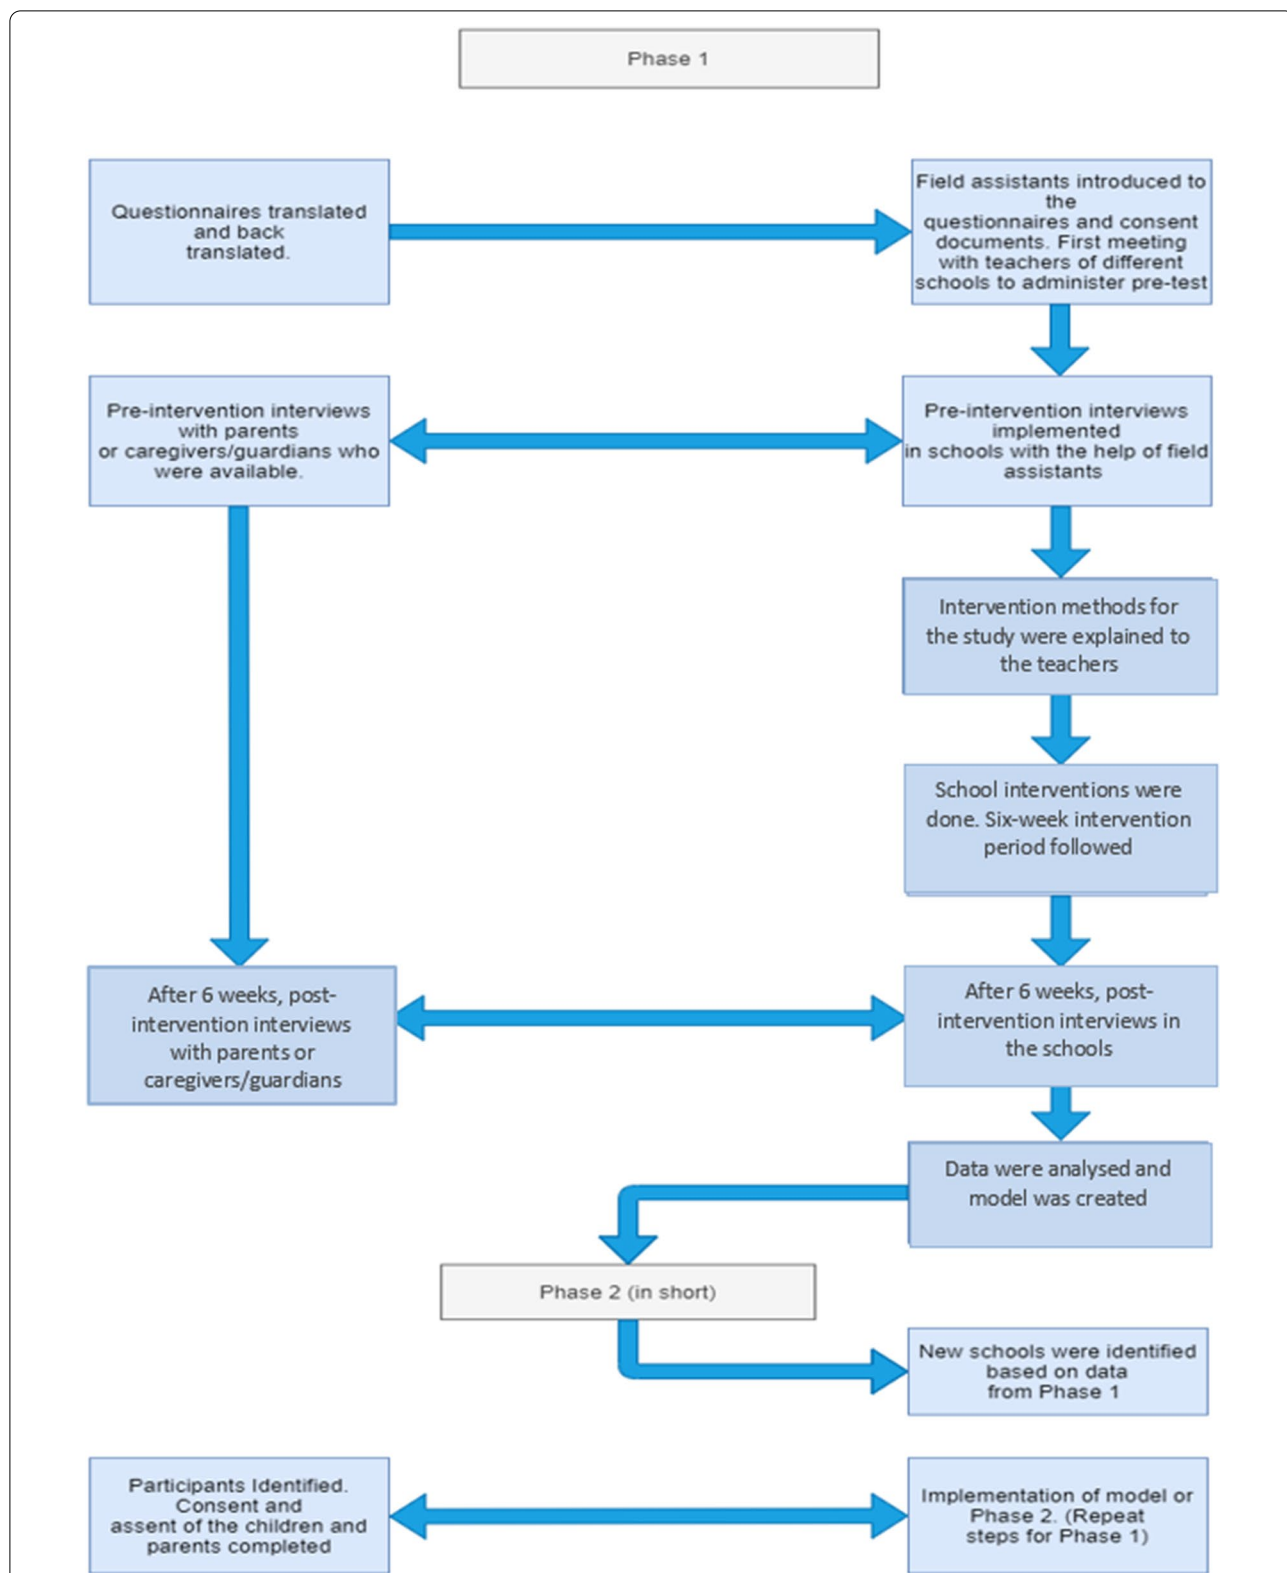 Phase 1
Questionnaires translated
and back
translated.
Field assistants introduced to
the
questionnaires and consent
documents. First meeting
with teachers of different
schools to administer pre-test
Pre-intervention interviews
with parents
or caregivers/guardians who
were available.
Pre-intervention interviews
implemented
in schools with the help of field
assistants
Intervention methods for
the study were explained to
the teachers
School interventions were
done. Six-week intervention
period followed
After 6 weeks, post-
intervention interviews
with parents or
caregivers/guardians
After 6 weeks, post-
intervention interviews in
the schools
Data were analysed and
model was created
Phase 2 (in short)
New schools were identified
based on data
from Phase 1
Participants Identified.
Consent and
assent of the children and
parents completed
Implementation of model or
Phase 2. (Repeat
steps for Phase 1)